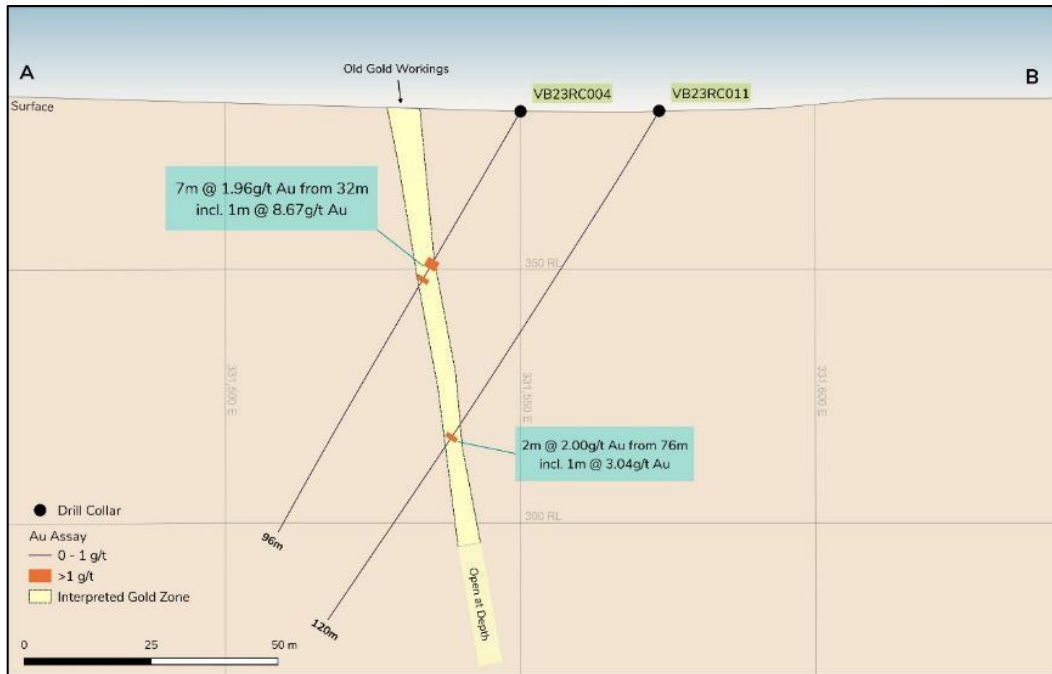 A
B
Old Gold Workings
Surface
VB23RC004
VB23RC011
7m @ 1.96g/t Au from 32m
incl. 1m @ 8.67g/t Au
350 RL
331,500 E
331,550 E
331,600 E
2m @ 2.00g/t Au from 76m
incl. 1m @ 3.04g/t Au
300 RL
96m
120m
Open at Depth
Drill Collar
Au Assay
0 - 1 g/t
>1 g/t
Interpreted Gold Zone
0
25
50 m